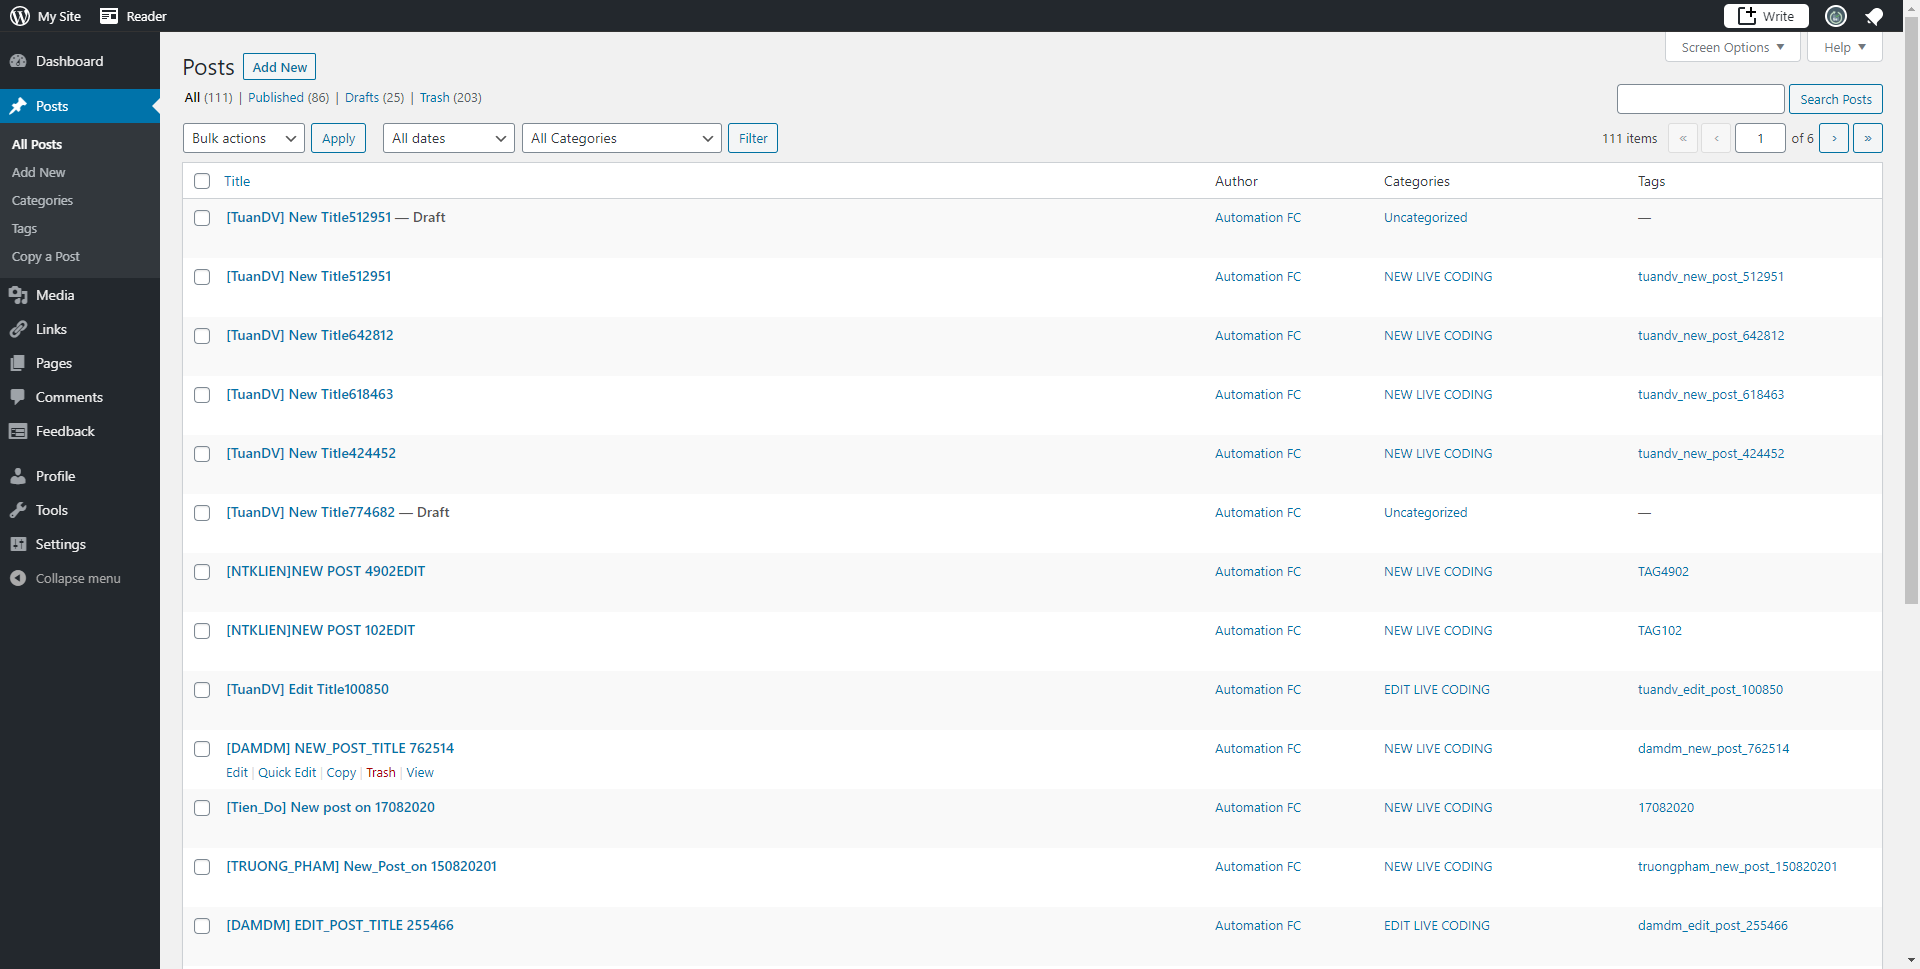 My Site Reader Write
Screen Options Help
Dashboard
Posts
All Posts
Add New
Categories
Tags
Copy a Post
Media
Links
Pages
Comments
Feedback
Profile
Tools
Settings
Collapse menu
Posts Add New
All (111) | Published (86) | Drafts (25) | Trash (203)
Search Posts
Bulk actions Apply All dates All Categories Filter 111 items « ‹ 1 of 6 › »
Title Author Categories Tags
[TuanDV] New Title512951 — Draft Automation FC Uncategorized —
[TuanDV] New Title512951 Automation FC NEW LIVE CODING tuandv_new_post_512951
[TuanDV] New Title642812 Automation FC NEW LIVE CODING tuandv_new_post_642812
[TuanDV] New Title618463 Automation FC NEW LIVE CODING tuandv_new_post_618463
[TuanDV] New Title424452 Automation FC NEW LIVE CODING tuandv_new_post_424452
[TuanDV] New Title774682 — Draft Automation FC Uncategorized —
[NTKLIEN]NEW POST 4902EDIT Automation FC NEW LIVE CODING TAG4902
[NTKLIEN]NEW POST 102EDIT Automation FC NEW LIVE CODING TAG102
[TuanDV] Edit Title100850 Automation FC EDIT LIVE CODING tuandv_edit_post_100850
[DAMDM] NEW_POST_TITLE 762514 Automation FC NEW LIVE CODING damdm_new_post_762514
Edit | Quick Edit | Copy | Trash | View
[Tien_Do] New post on 17082020 Automation FC NEW LIVE CODING 17082020
[TRUONG_PHAM] New_Post_on 150820201 Automation FC NEW LIVE CODING truongpham_new_post_150820201
[DAMDM] EDIT_POST_TITLE 255466 Automation FC EDIT LIVE CODING damdm_edit_post_255466